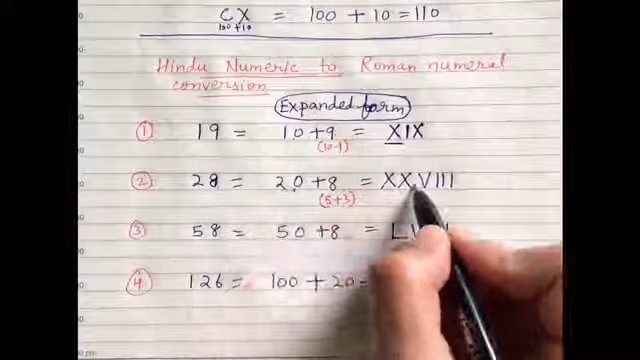 CX = 100 + 10 = 110
100+10
Hindu Numeric to Roman numeral
conversion
Expanded form
① 19 = 10+9 = XIX
(10-1)
② 28 = 20 +8 = XXVIII
(5+3)
③ 58 = 50 +8 = L
④ 126 = 100 + 20
pm